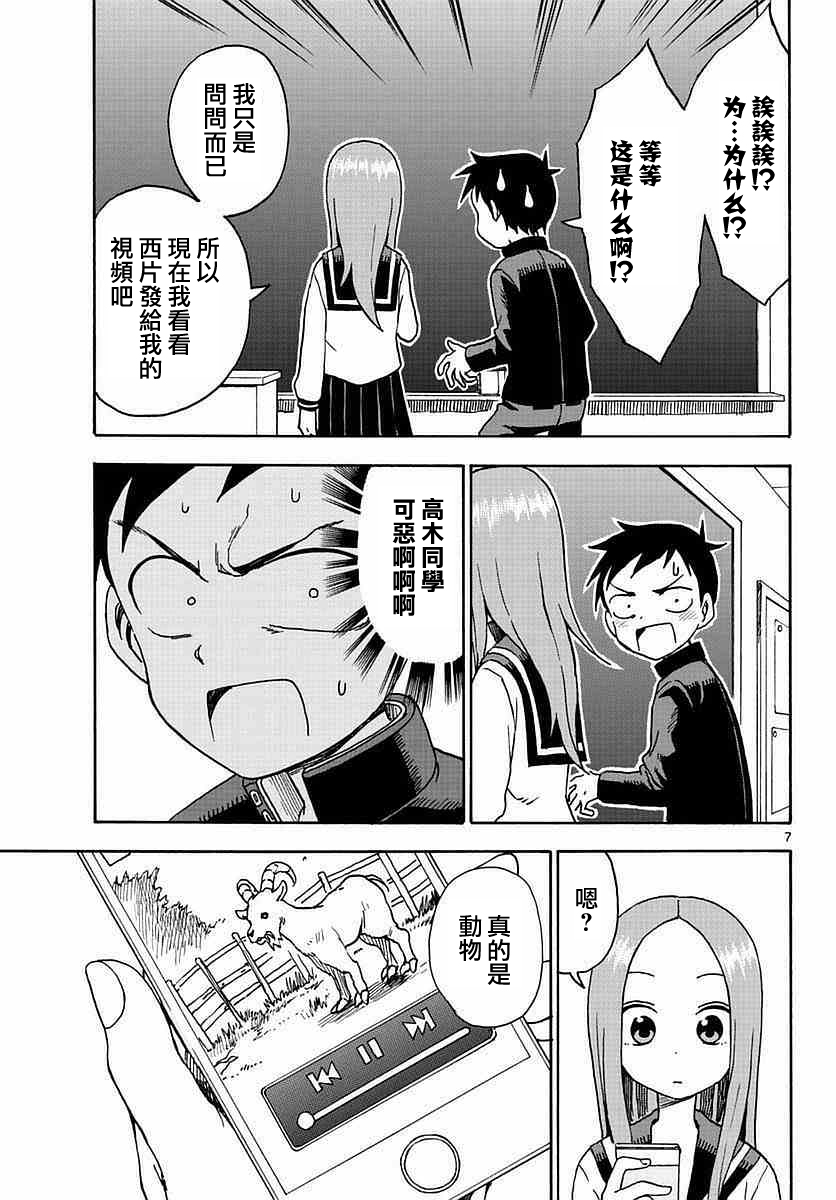 誒誒誒!?
为…为什么!?
等等
这是什么啊!?
我只是
問問而已
所以
現在我看看
西片發給我的
視頻吧
高木同學
可惡啊啊啊
7
嗯?
真的是
動物